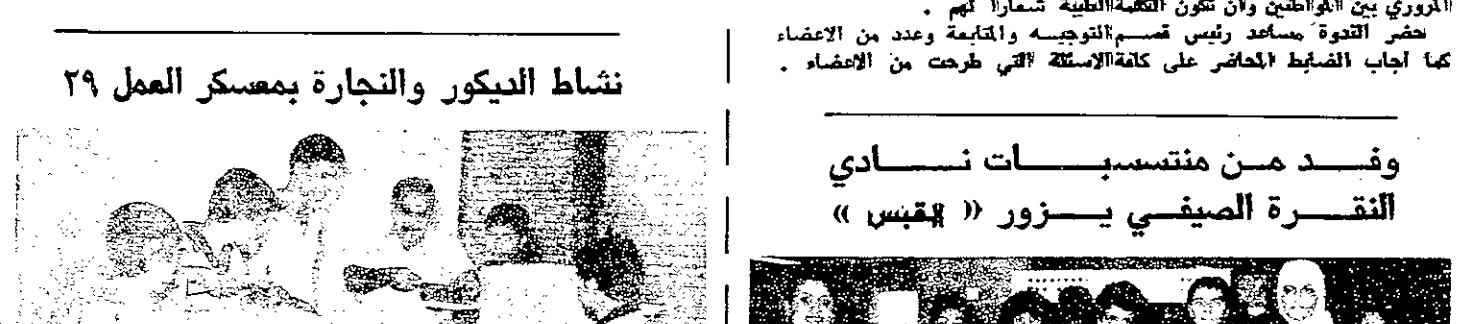 المروري بين المواطنين وان تكون الكلمة الطيبة شعارا لهم .
حضر الندوة مساعد رئيس قسم التوجيه والمتابعة وعدد من الاعضاء
كما اجاب الضابط المحاضر على كافة الاسئلة التي طرحت من الاعضاء .
وفد من منتسبات نادي
النقرة الصيفي يزور « القبس »
نشاط الديكور والنجارة بمعسكر العمل ٢٩